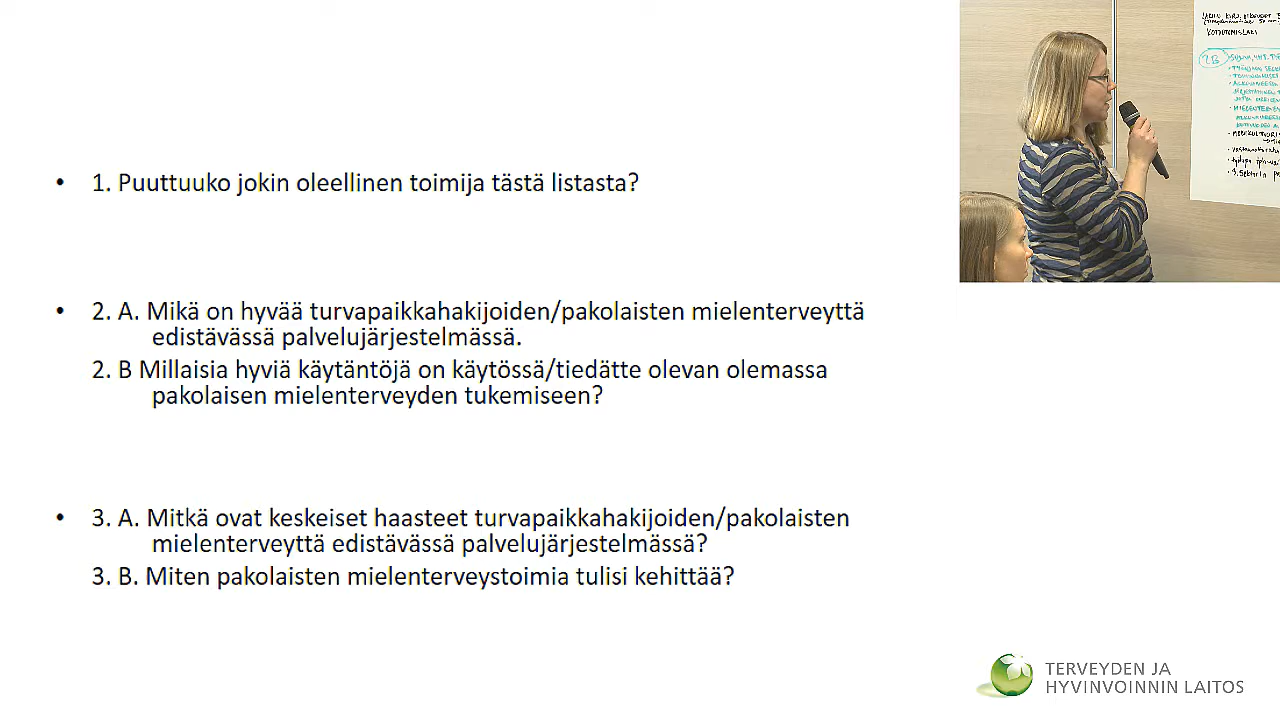 • 1. Puuttuuko jokin oleellinen toimija tästä listasta?
• 2. A. Mikä on hyvää turvapaikkahakijoiden/pakolaisten mielenterveyttä
edistävässä palvelujärjestelmässä.
2. B Millaisia hyviä käytäntöjä on käytössä/tiedätte olevan olemassa
pakolaisen mielenterveyden tukemiseen?
• 3. A. Mitkä ovat keskeiset haasteet turvapaikkahakijoiden/pakolaisten
mielenterveyttä edistävässä palvelujärjestelmässä?
3. B. Miten pakolaisten mielenterveystoimia tulisi kehittää?
KOTOUTUMISLAKI
2B
TERVEYDEN JA
HYVINVOINNIN LAITOS